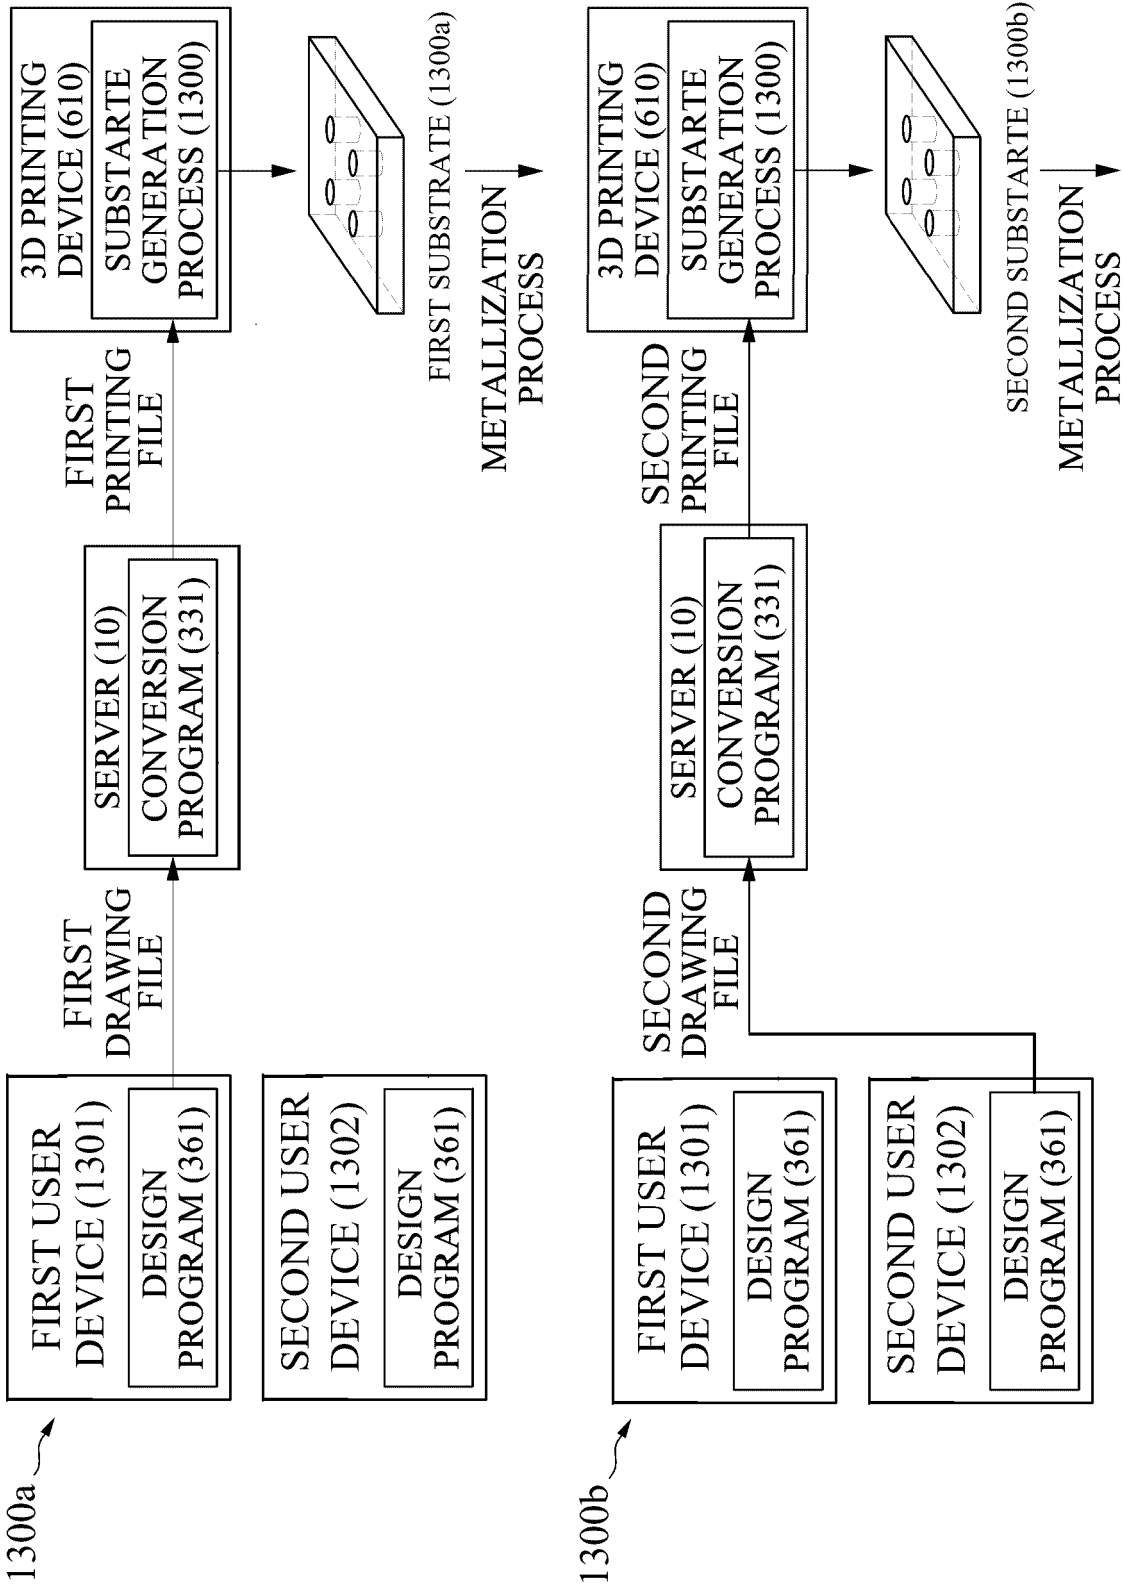 1300a
FIRST USER
DEVICE (1301)
DESIGN
PROGRAM (361)
SECOND USER
DEVICE (1302)
DESIGN
PROGRAM (361)
FIRST
DRAWING
FILE
SERVER (10)
CONVERSION
PROGRAM (331)
FIRST
PRINTING
FILE
3D PRINTING
DEVICE (610)
SUBSTARTE
GENERATION
PROCESS (1300)
FIRST SUBSTRATE (1300a)
METALLIZATION
PROCESS
1300b
FIRST USER
DEVICE (1301)
DESIGN
PROGRAM (361)
SECOND USER
DEVICE (1302)
DESIGN
PROGRAM (361)
SECOND
DRAWING
FILE
SERVER (10)
CONVERSION
PROGRAM (331)
SECOND
PRINTING
FILE
3D PRINTING
DEVICE (610)
SUBSTARTE
GENERATION
PROCESS (1300)
SECOND SUBSTARTE (1300b)
METALLIZATION
PROCESS